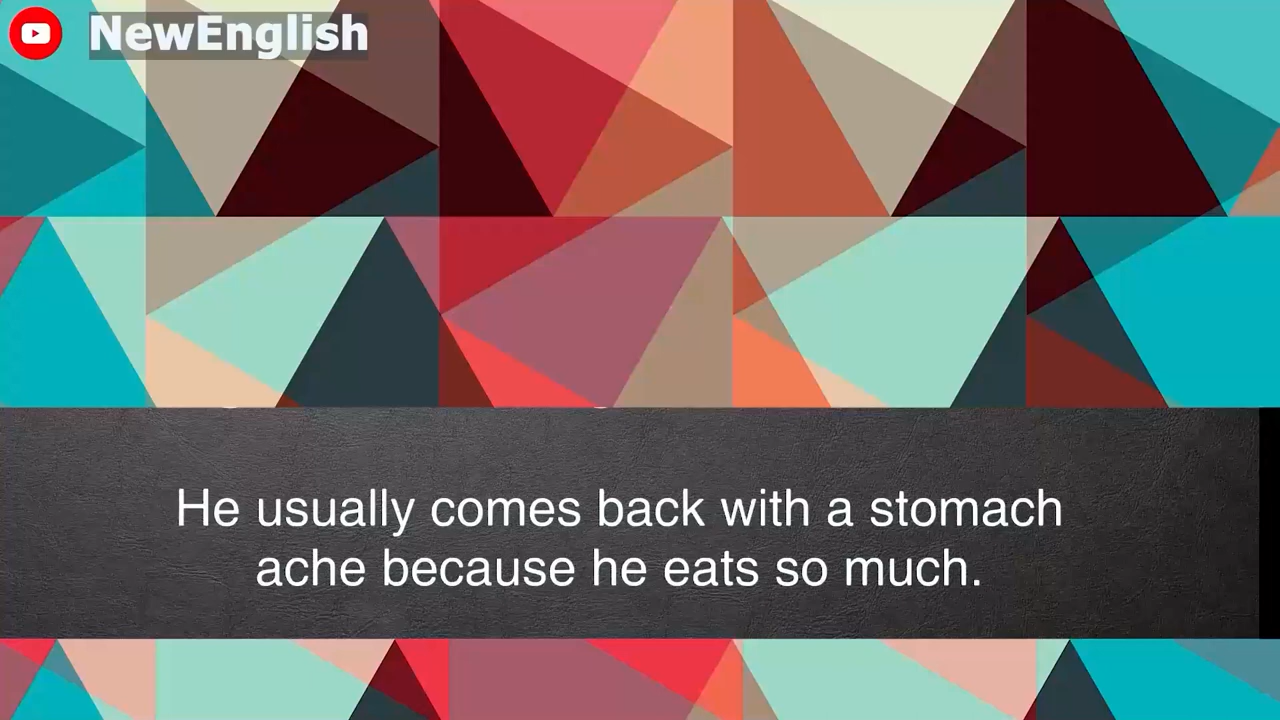 NewEnglish
He usually comes back with a stomach
ache because he eats so much.